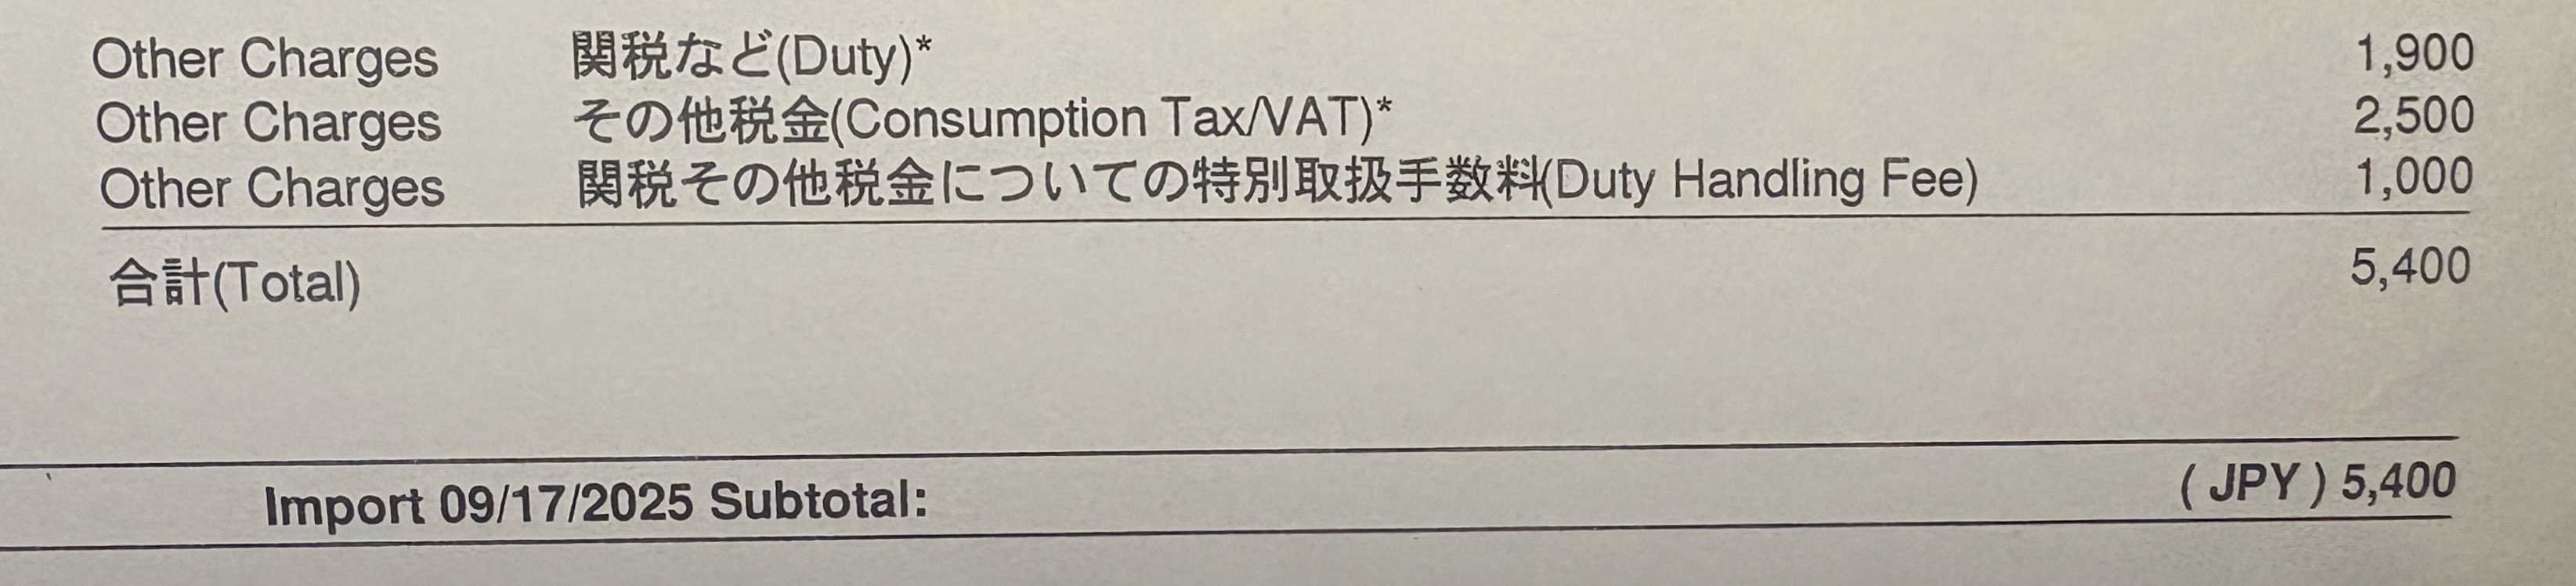 Other Charges 関税など(Duty)* 1,900
Other Charges その他税金(Consumption Tax/VAT)* 2,500
Other Charges 関税その他税金についての特別取扱手数料(Duty Handling Fee) 1,000
合計(Total) 5,400
Import 09/17/2025 Subtotal: ( JPY ) 5,400